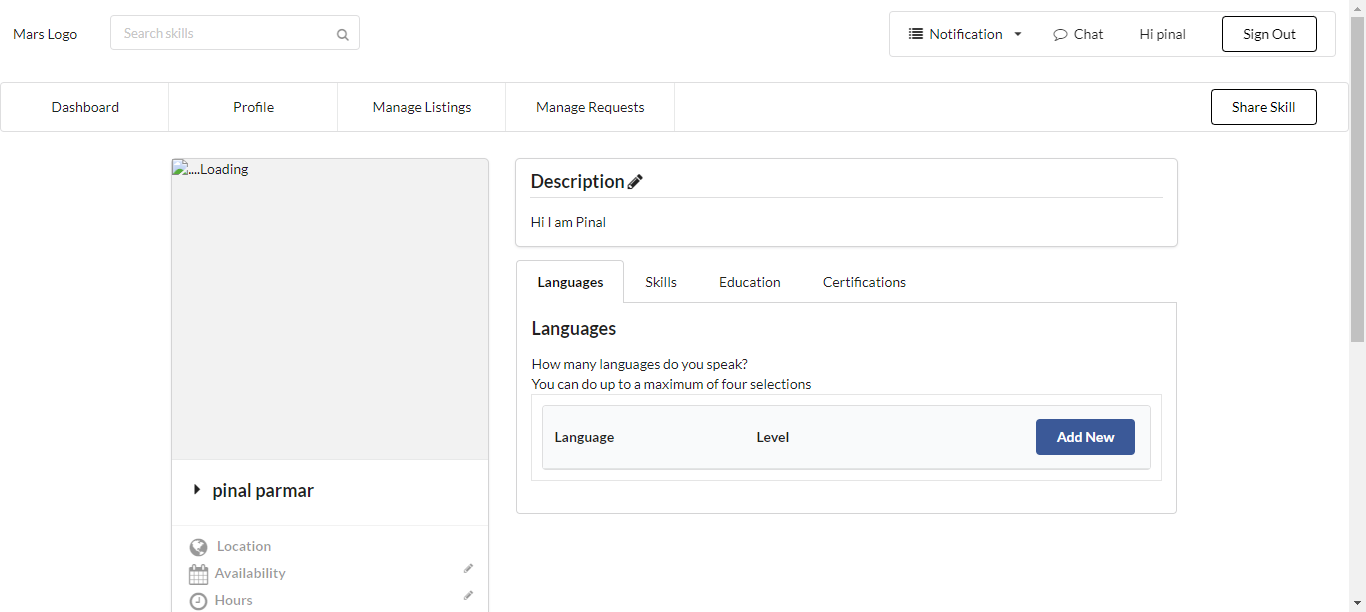 Mars Logo
Search skills
Notification
Chat
Hi pinal
Sign Out
Dashboard
Profile
Manage Listings
Manage Requests
Share Skill
....Loading
pinal parmar
Location
Availability
Hours
Description
Hi I am Pinal
Languages
Skills
Education
Certifications
Languages
How many languages do you speak?
You can do up to a maximum of four selections
Language
Level
Add New